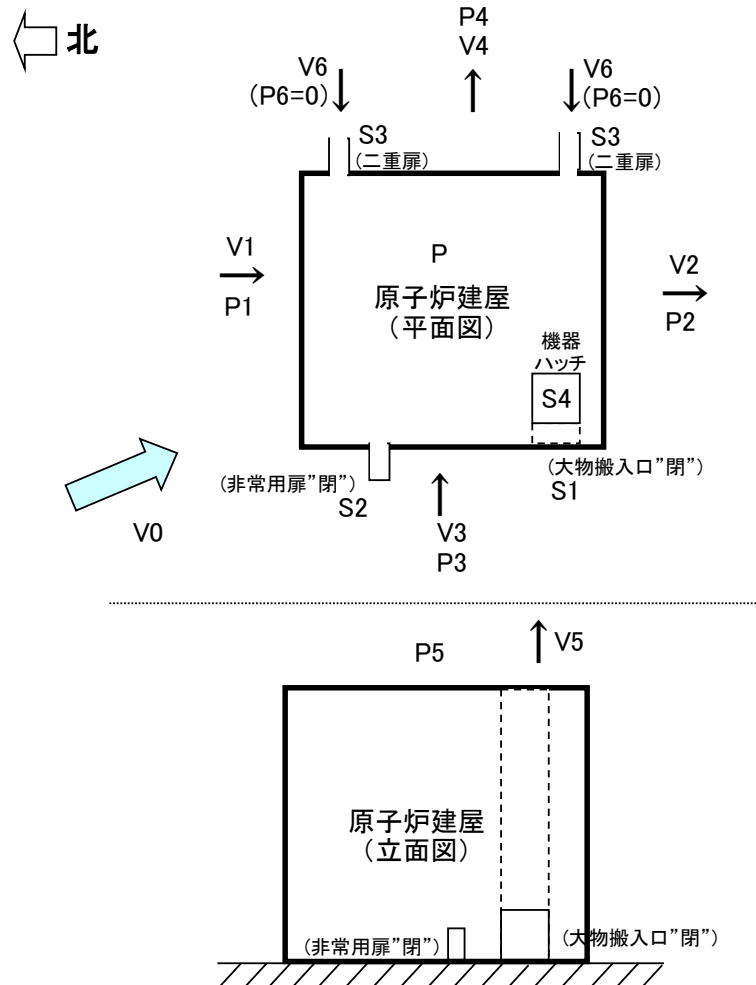 北
P4
V4
V6
(P6=0)
V6
(P6=0)
S3
(二重扉)
S3
(二重扉)
V1
P1
P
原子炉建屋
(平面図)
V2
P2
機器
ハッチ
S4
(非常用扉”閉”)
S2
(大物搬入口”閉”)
S1
V0
V3
P3
P5
V5
原子炉建屋
(立面図)
(非常用扉”閉”)
(大物搬入口”閉”)